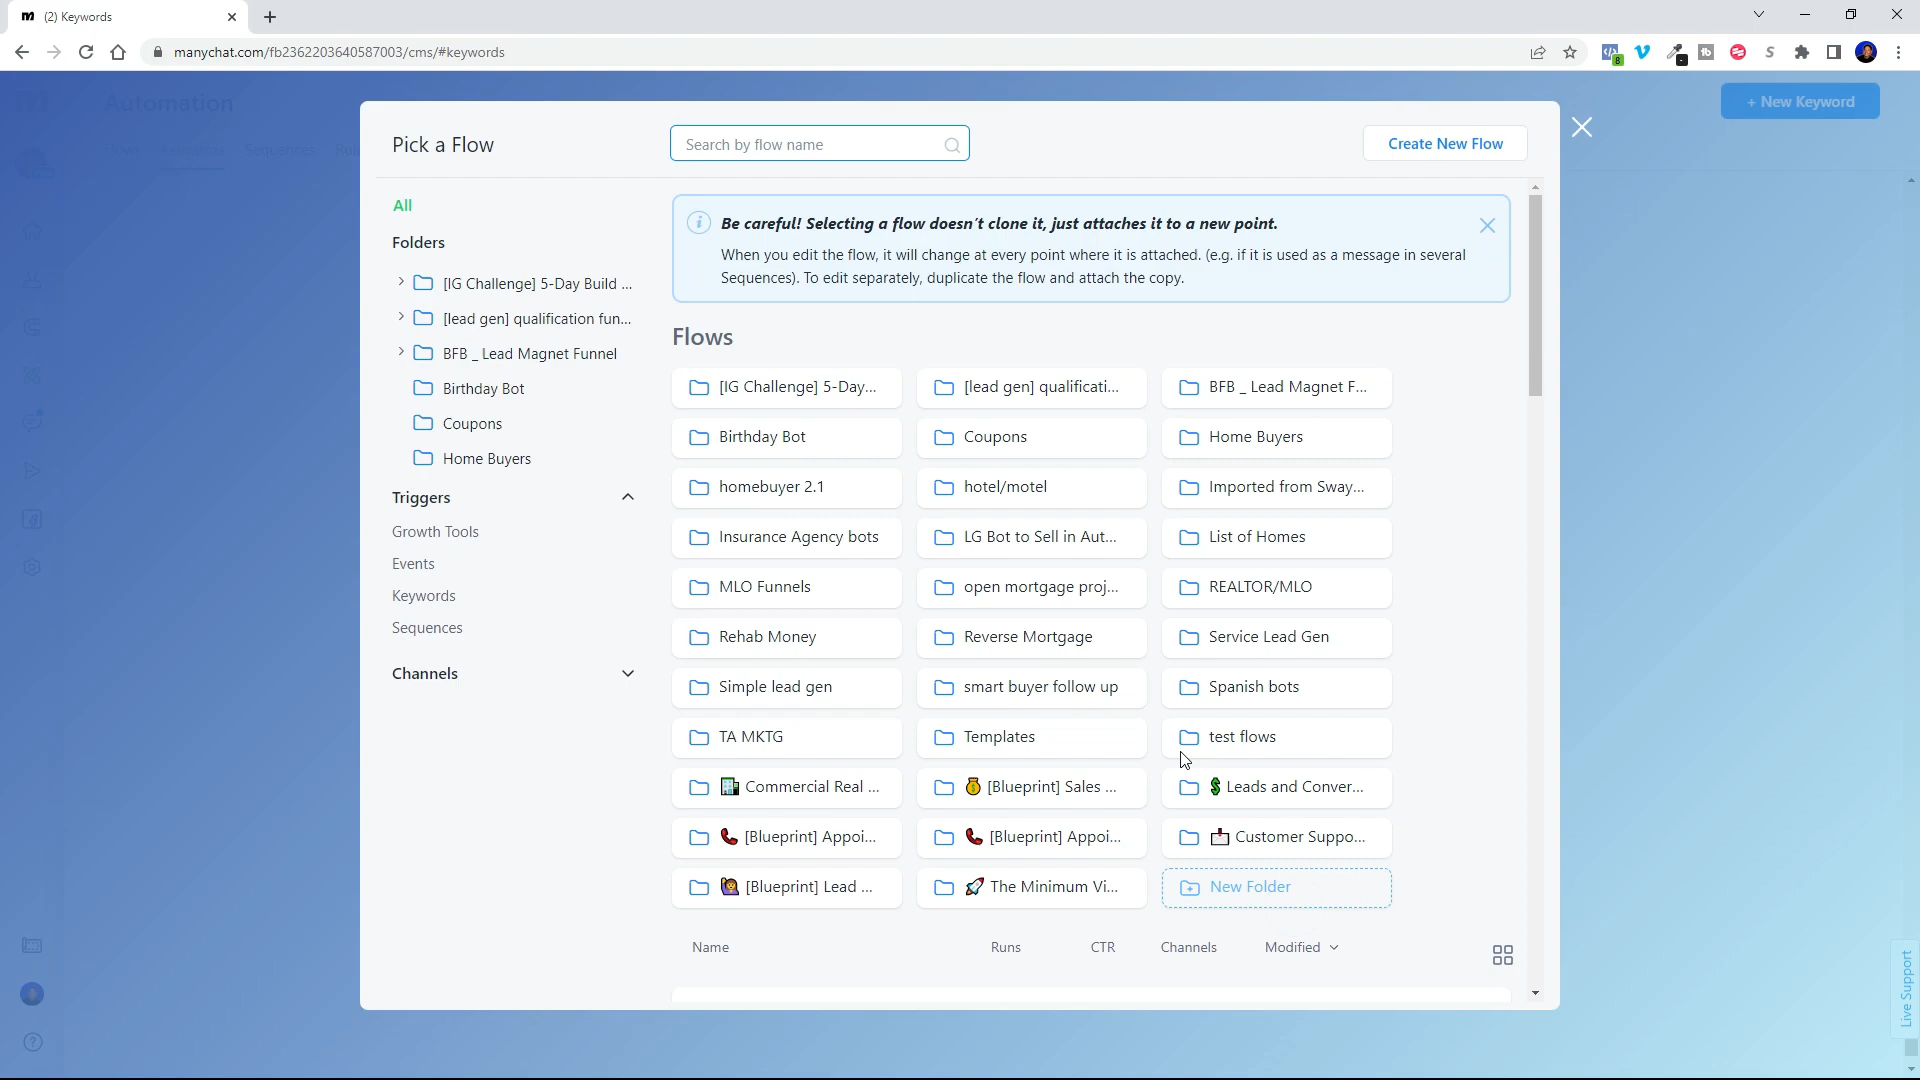 (2) Keywords
manychat.com/fb2362203640587003/cms/#keywords
8
Automation
+ New Keyword
Sequences
Pick a Flow
Search by flow name
Create New Flow
All
Folders
[IG Challenge] 5-Day Build ...
[lead gen] qualification fun...
BFB _ Lead Magnet Funnel
Birthday Bot
Coupons
Home Buyers
Triggers
Growth Tools
Events
Keywords
Sequences
Channels
Be careful! Selecting a flow doesn't clone it, just attaches it to a new point.
When you edit the flow, it will change at every point where it is attached. (e.g. if it is used as a message in several
Sequences). To edit separately, duplicate the flow and attach the copy.
Flows
[IG Challenge] 5-Day...
[lead gen] qualificati...
BFB _ Lead Magnet F...
Birthday Bot
Coupons
Home Buyers
homebuyer 2.1
hotel/motel
Imported from Sway...
Insurance Agency bots
LG Bot to Sell in Aut...
List of Homes
MLO Funnels
open mortgage proj...
REALTOR/MLO
Rehab Money
Reverse Mortgage
Service Lead Gen
Simple lead gen
smart buyer follow up
Spanish bots
TA MKTG
Templates
test flows
🏢 Commercial Real ...
💰 [Blueprint] Sales ...
💲 Leads and Conver...
📞 [Blueprint] Appoi...
📞 [Blueprint] Appoi...
📩 Customer Suppo...
🙋 [Blueprint] Lead ...
🚀 The Minimum Vi...
New Folder
Name Runs CTR Channels Modified
Live Support